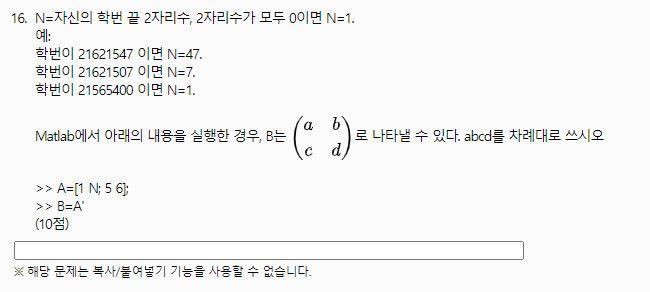 16. N=자신의 학번 끝 2자리수, 2자리수가 모두 0이면 N=1.
예:
학번이 21621547 이면 N=47.
학번이 21621507 이면 N=7.
학번이 21565400 이면 N=1.
Matlab에서 아래의 내용을 실행한 경우, B는 (a b
c d)로 나타낼 수 있다. abcd를 차례대로 쓰시오
>> A=[1 N; 5 6];
>> B=A'
(10점)
※ 해당 문제는 복사/붙여넣기 기능을 사용할 수 없습니다.